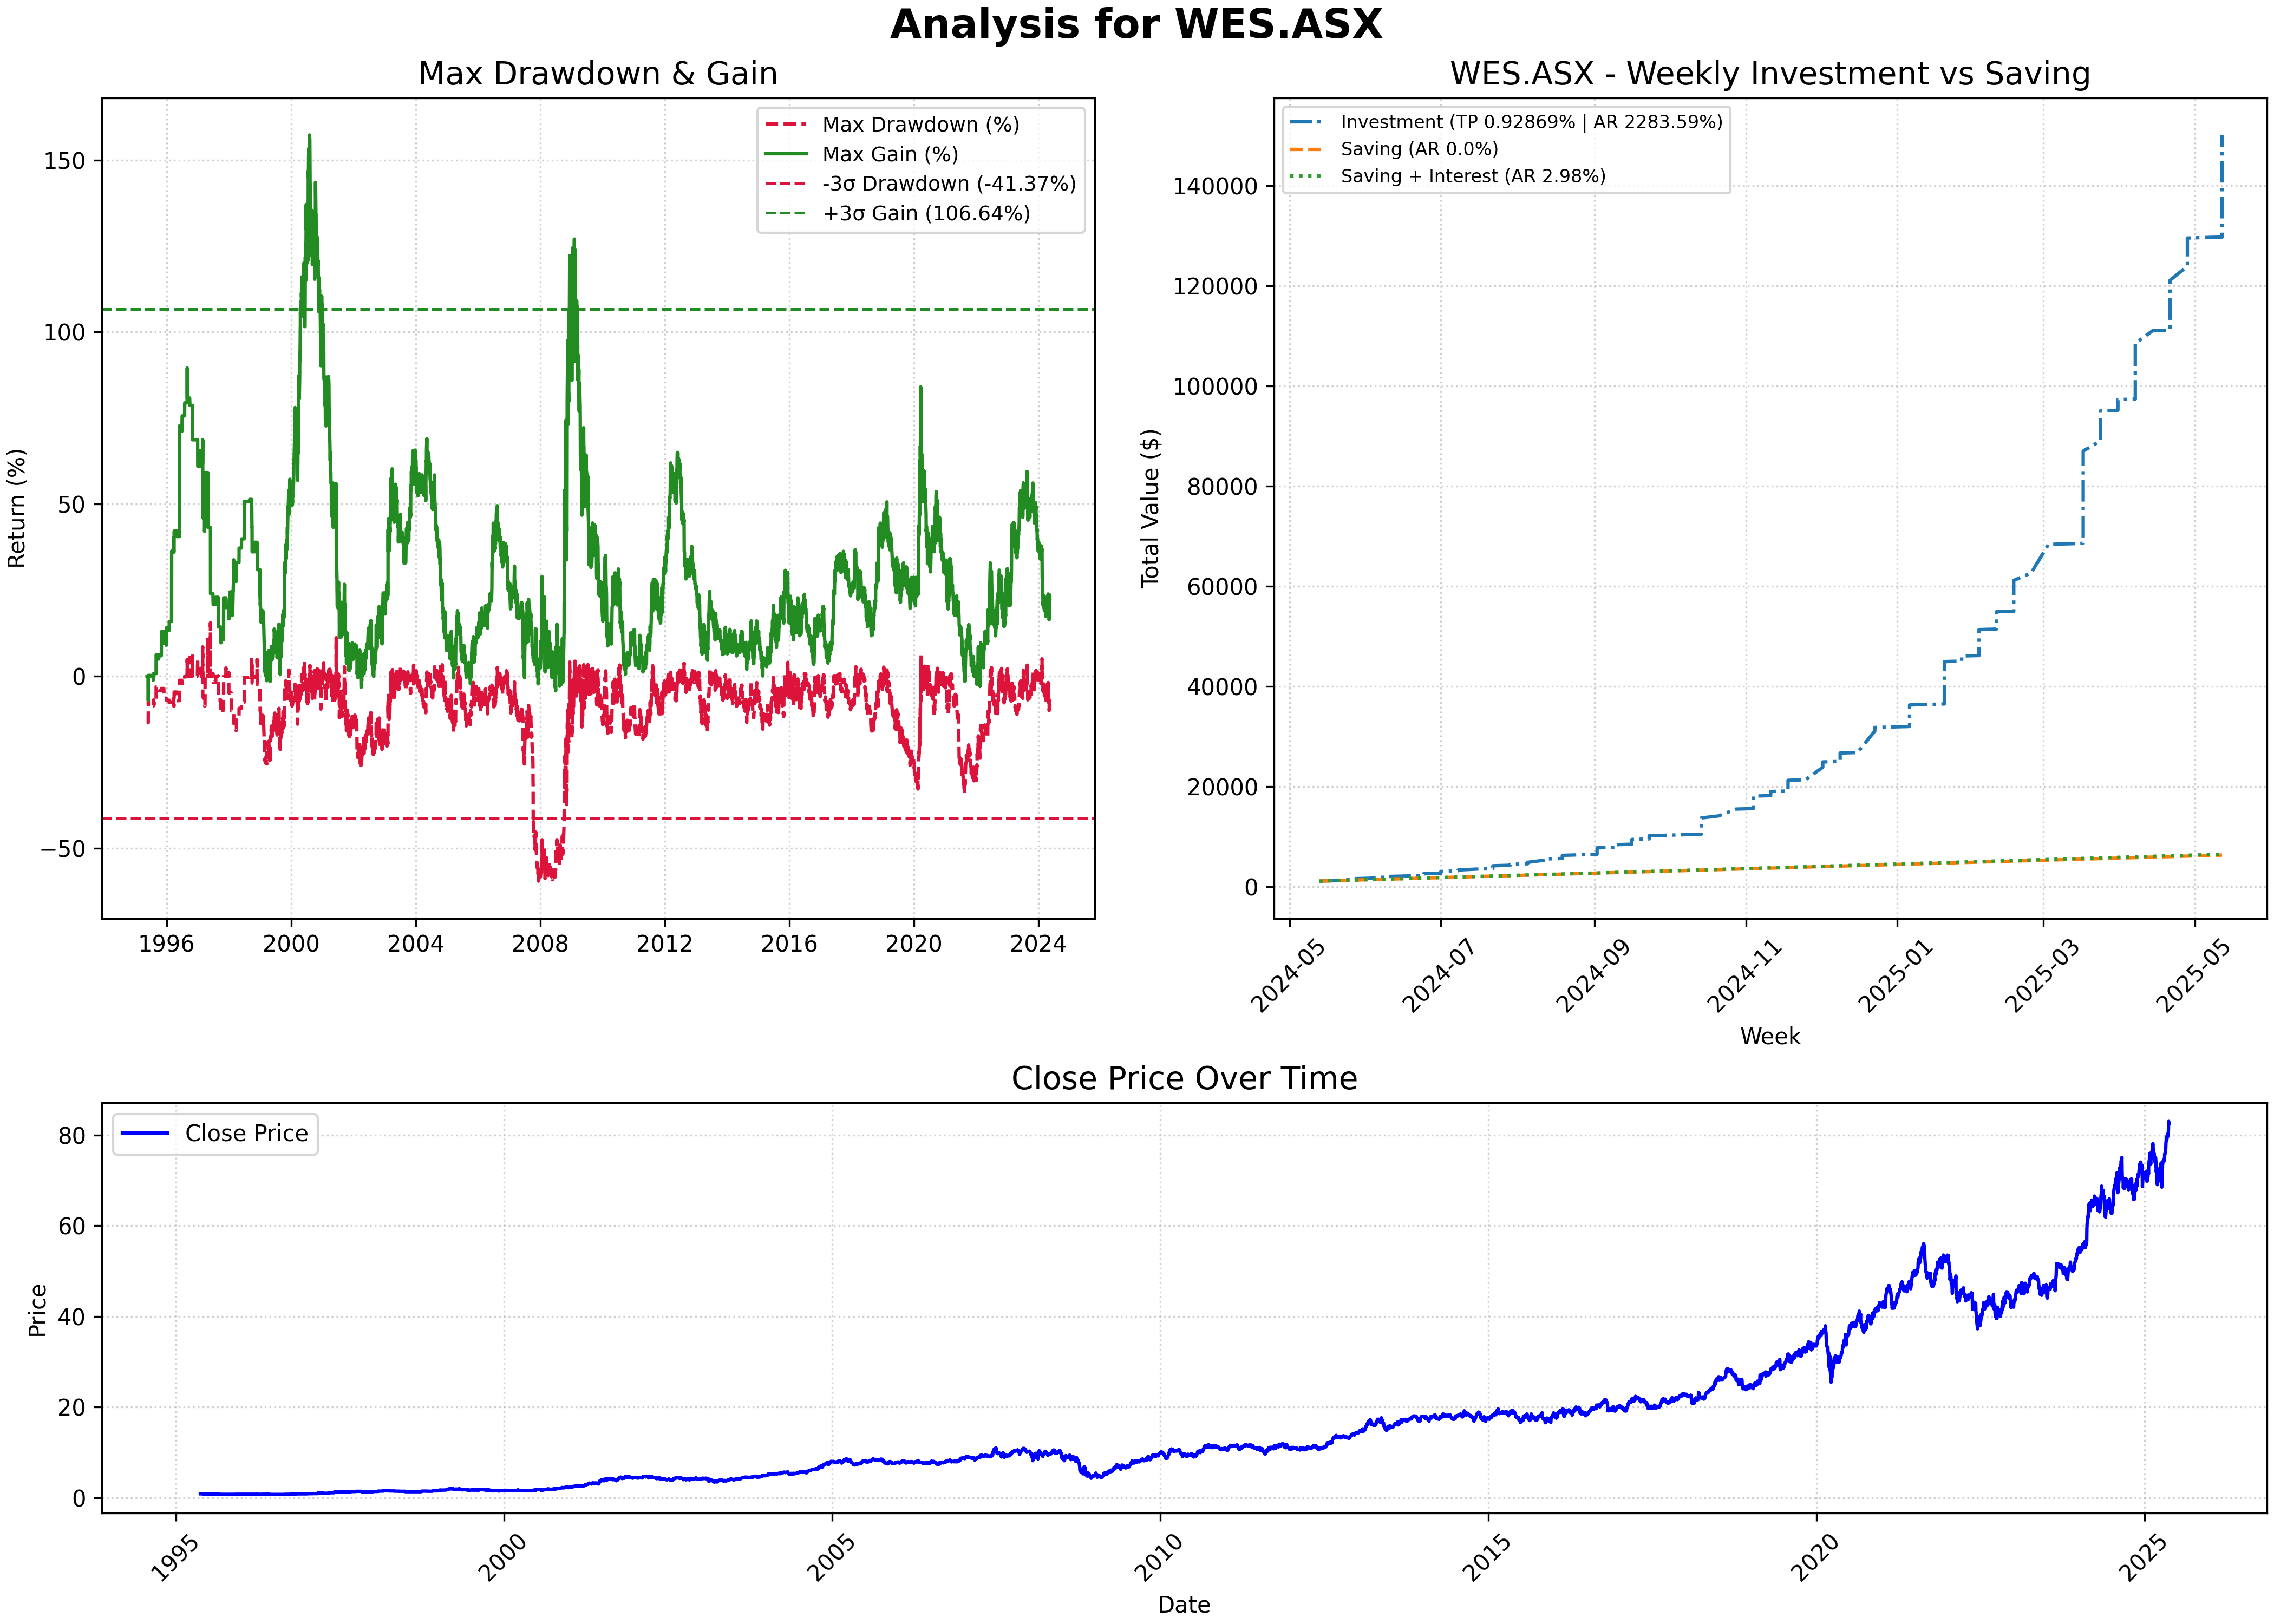 Analysis for WES.ASX
Max Drawdown & Gain
Return (%)
150
100
50
0
−50
Max Drawdown (%)
Max Gain (%)
-3σ Drawdown (-41.37%)
+3σ Gain (106.64%)
1996 2000 2004 2008 2012 2016 2020 2024
WES.ASX - Weekly Investment vs Saving
Total Value ($)
140000
120000
100000
80000
60000
40000
20000
0
Investment (TP 0.92869% | AR 2283.59%)
Saving (AR 0.0%)
Saving + Interest (AR 2.98%)
2024-05 2024-07 2024-09 2024-11 2025-01 2025-03 2025-05
Week
Close Price Over Time
Price
80
60
40
20
0
Close Price
1995 2000 2005 2010 2015 2020 2025
Date